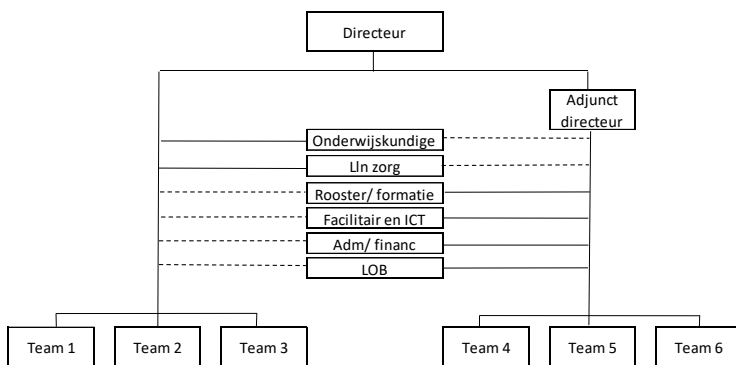 Directeur
Adjunct
directeur
Onderwijskundige
Lln zorg
Rooster/ formatie
Facilitair en ICT
Adm/ financ
LOB
Team 1
Team 2
Team 3
Team 4
Team 5
Team 6